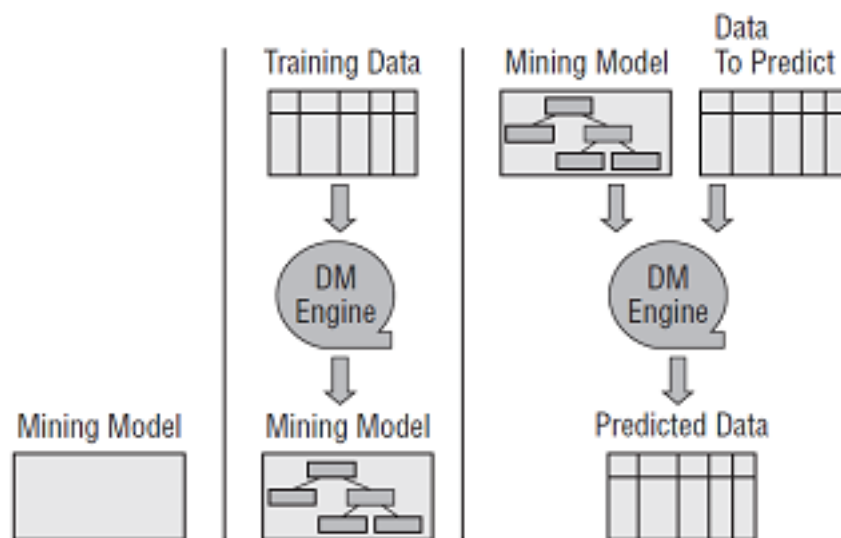 Mining Model
Training Data
DM
Engine
Mining Model
Mining Model
Data
To Predict
DM
Engine
Predicted Data